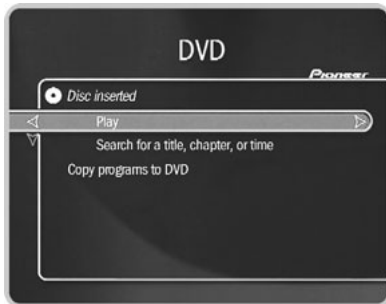 DVD
Pioneer
Disc inserted
Play
Search for a title, chapter, or time
Copy programs to DVD